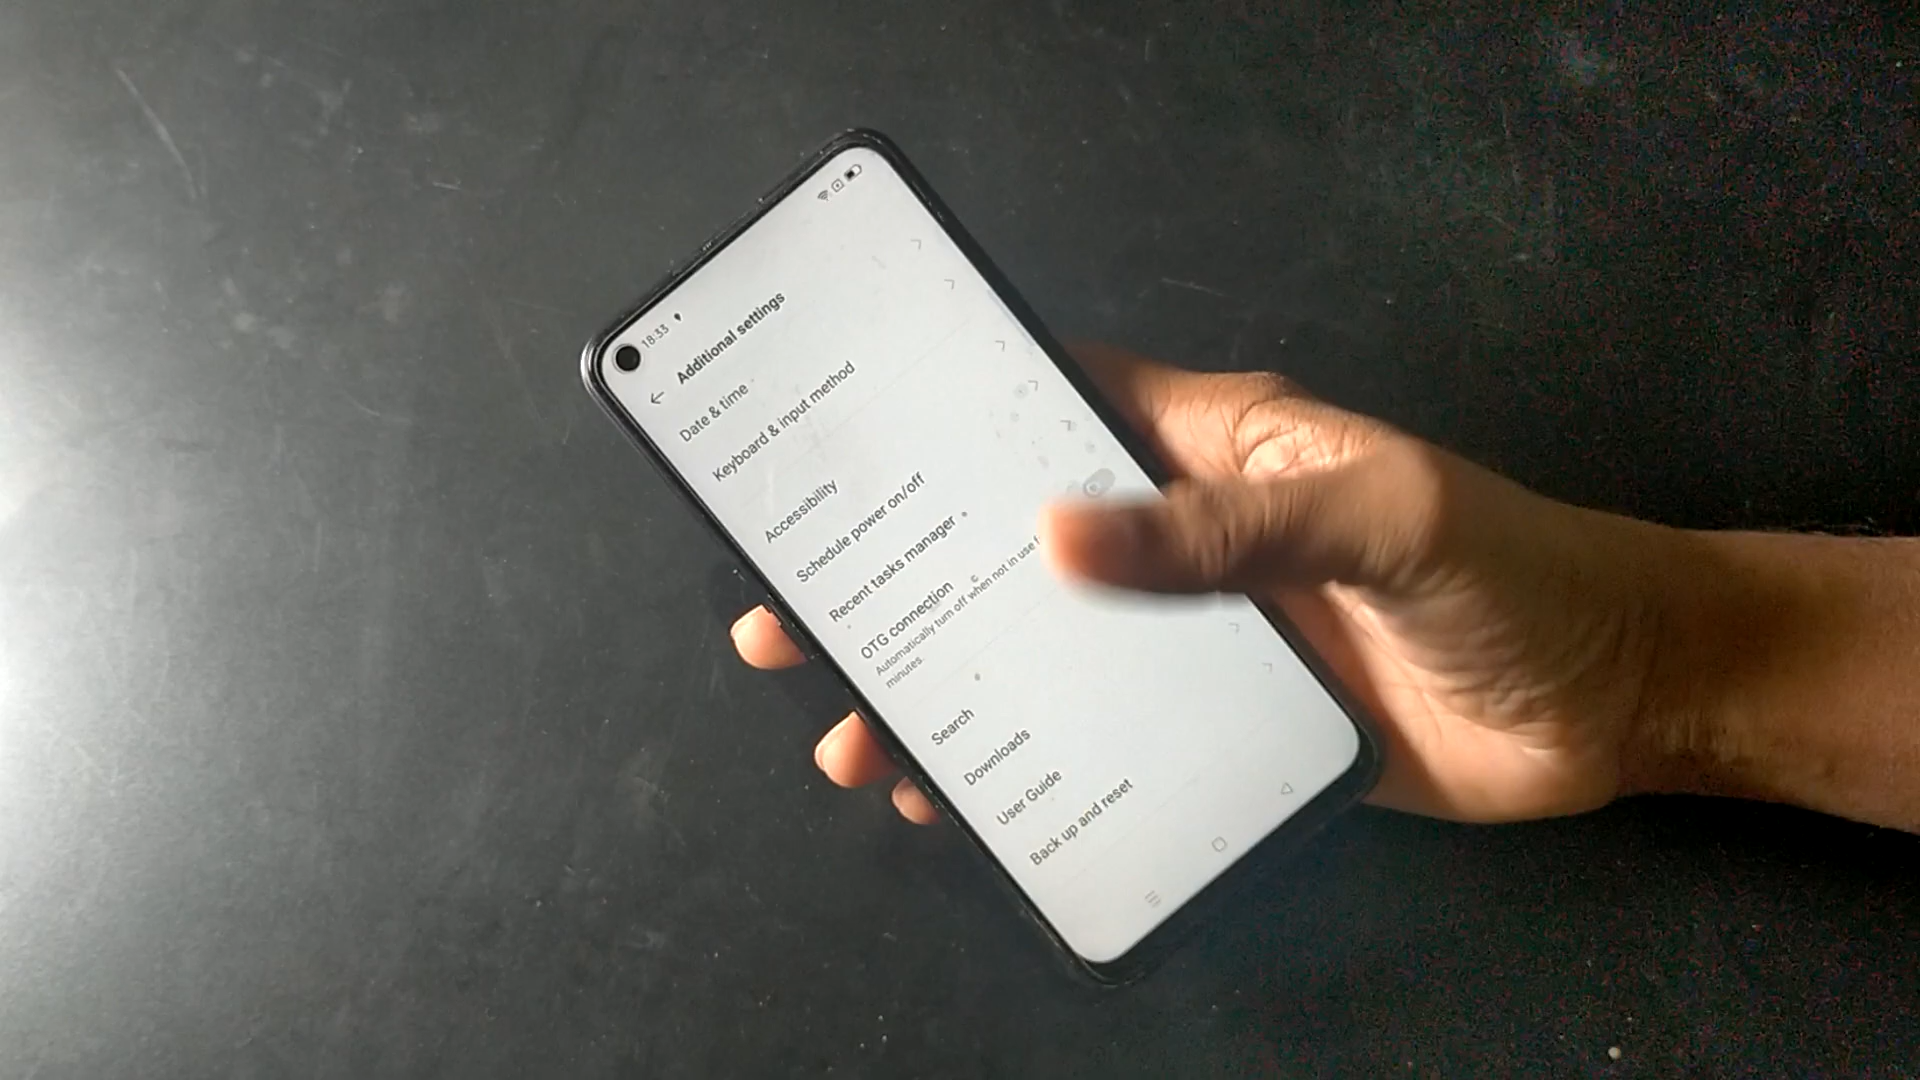 18:33
Additional settings
Date & time
Keyboard & input method
Accessibility
Schedule power on/off
Recent tasks manager
OTG connection
Automatically turn off when not in use
minutes.
Search
Downloads
User Guide
Back up and reset